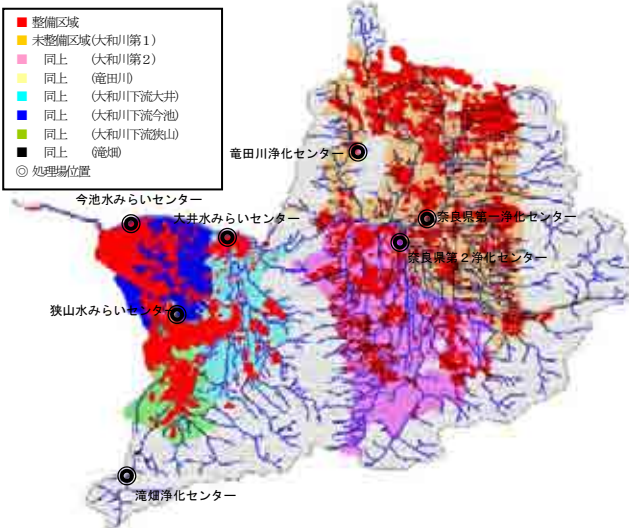 整備区域
未整備区域(大和川第1)
同上 (大和川第2)
同上 (竜田川)
同上 (大和川下流大井)
同上 (大和川下流今池)
同上 (大和川下流狭山)
同上 (滝畑)
処理場位置
竜田川浄化センター
今池水みらいセンター
大井水みらいセンター
奈良県第一浄化センター
奈良県第2浄化センター
狭山水みらいセンター
滝畑浄化センター